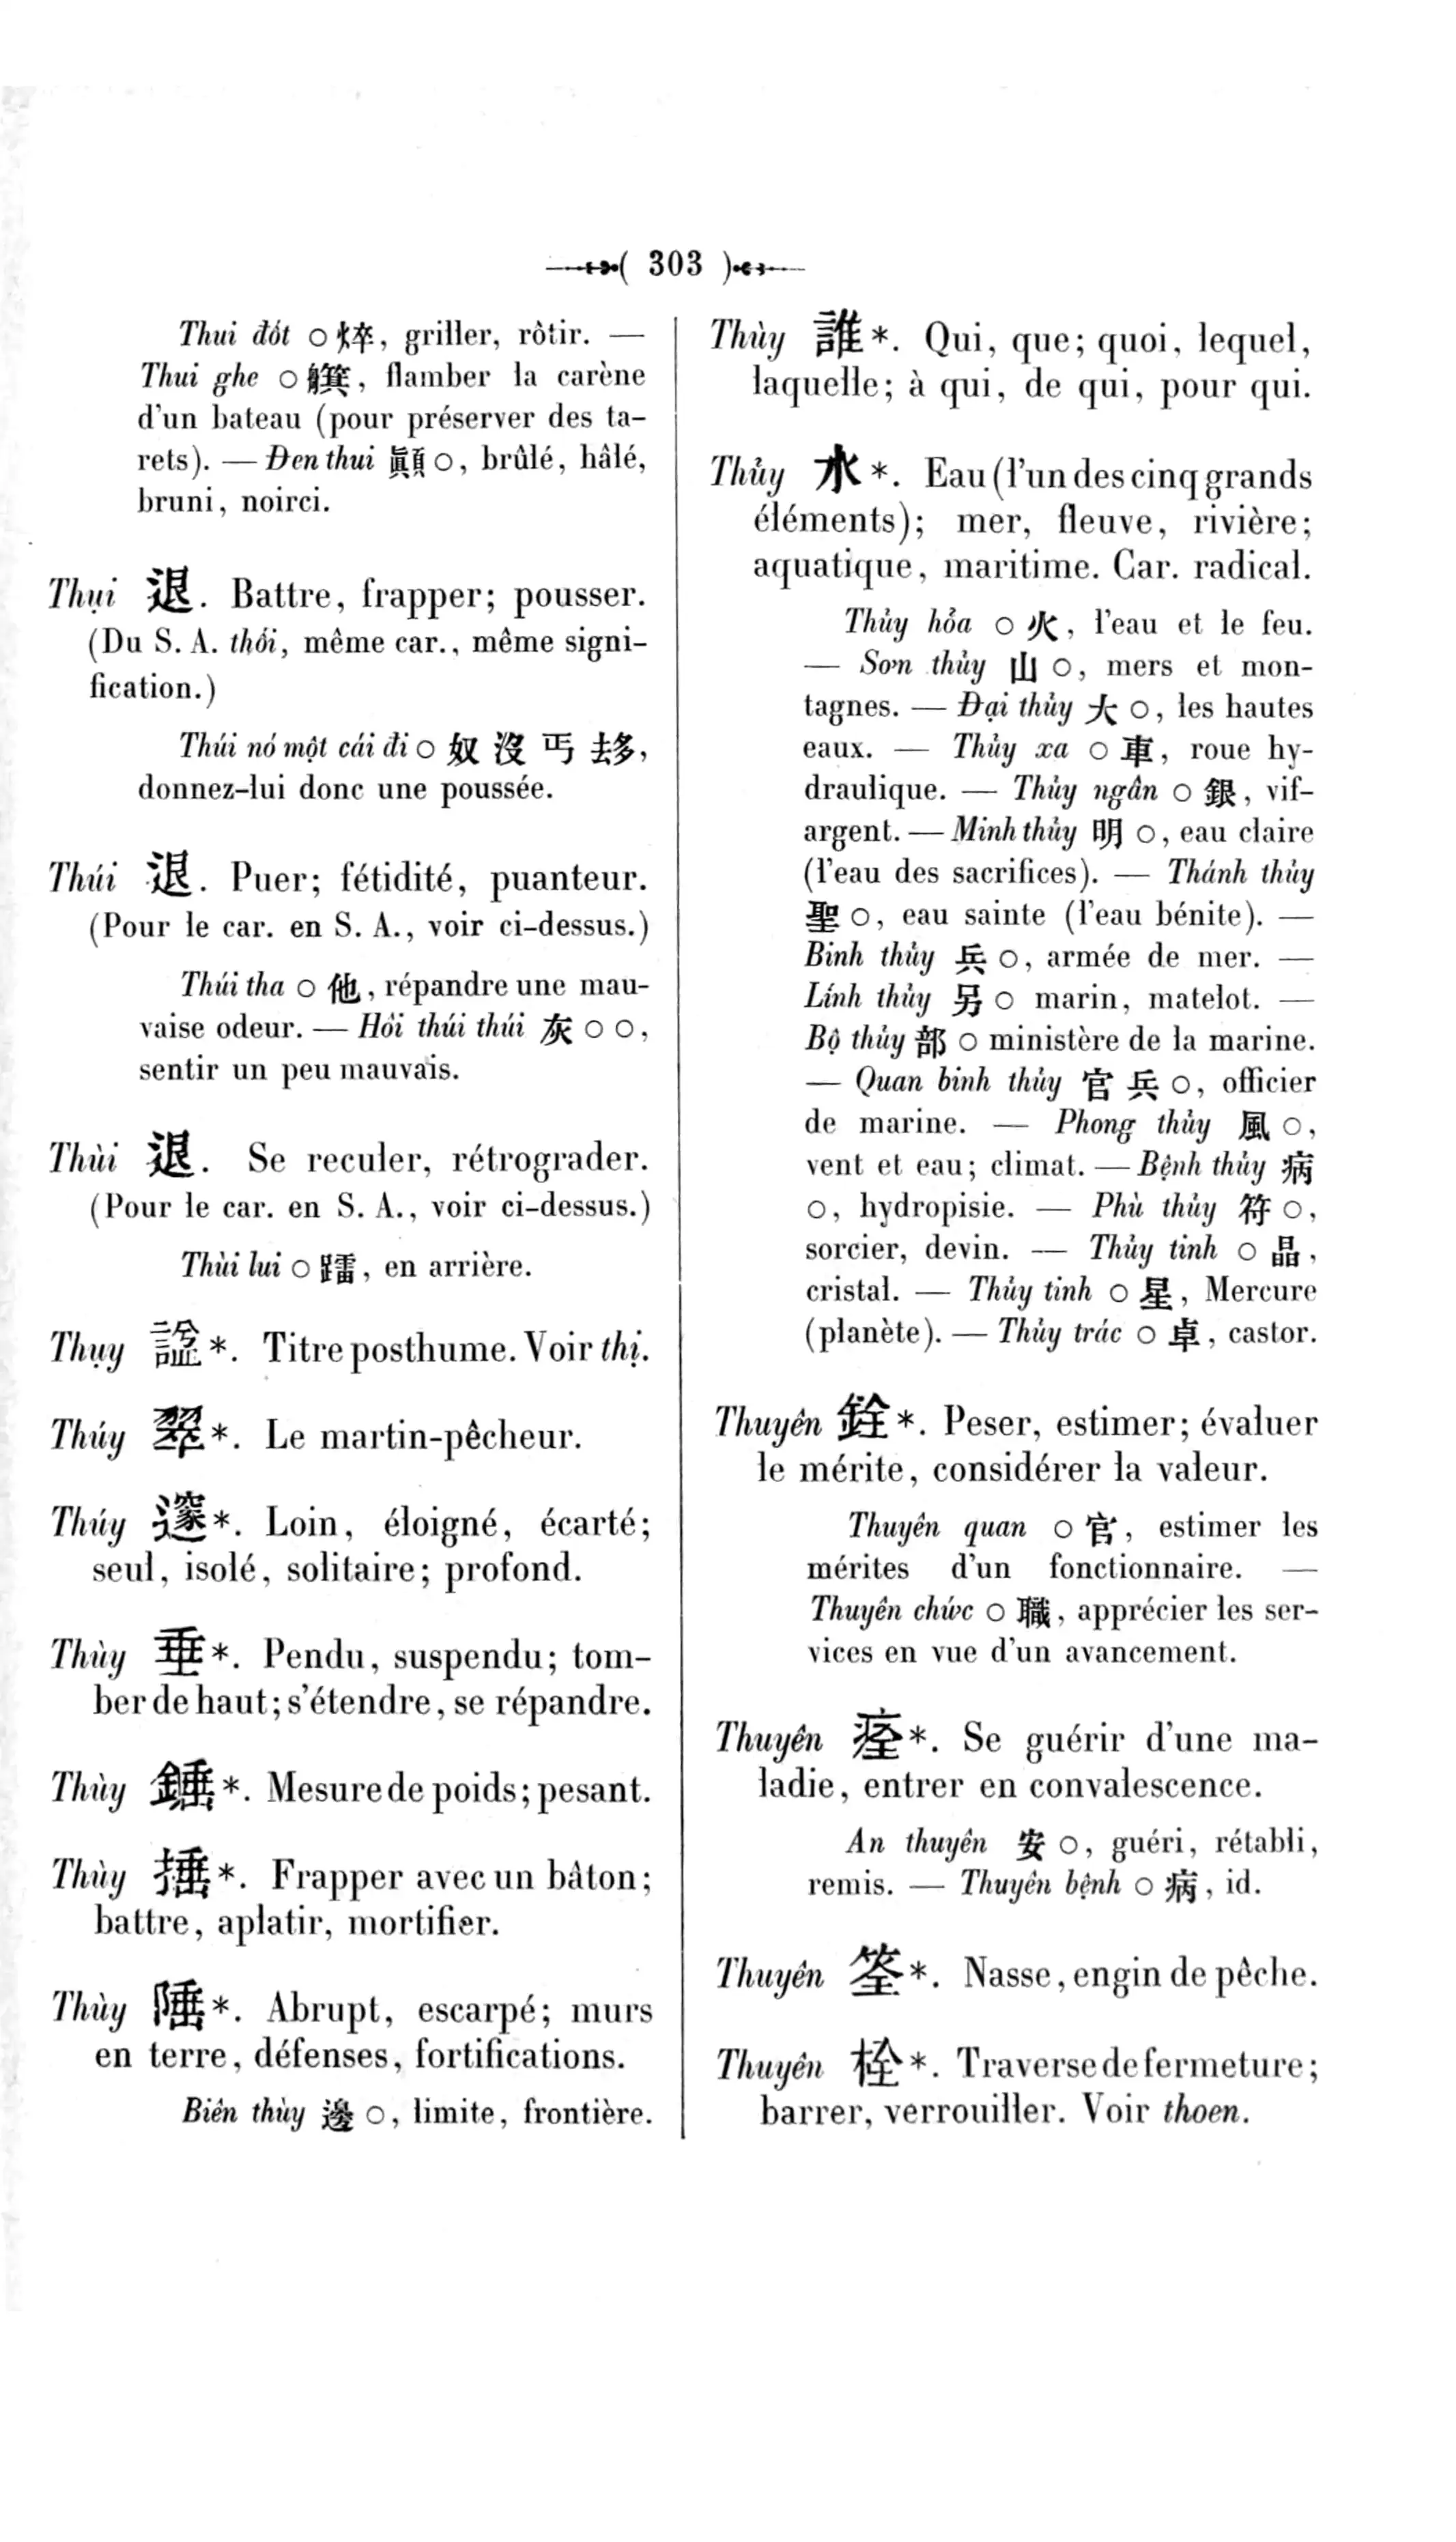 ( 303 )
Thui đốt ○ 焠, griller, rôtir. —
Thui ghe ○, flamber la carène
d'un bateau (pour préserver des ta-
rets). — Đen thui 顛 ○, brûlé, hâlé,
bruni, noirci.
Thụi 退. Battre, frapper; pousser.
(Du S. A. thối, même car., même signi-
fication.)
Thúi nó một cái đi ○ 奴 沒 丐 𠫾,
donnez-lui donc une poussée.
Thúi 退. Puer; fétidité, puanteur.
(Pour le car. en S. A., voir ci-dessus.)
Thúi tha ○ 他, répandre une mau-
vaise odeur. — Hôi thúi thúi 灰 ○ ○,
sentir un peu mauvais.
Thùi 退. Se reculer, rétrograder.
(Pour le car. en S. A., voir ci-dessus.)
Thùi lui ○ 䠧, en arrière.
Thụy 諡*. Titre posthume. Voir thị.
Thúy 翠*. Le martin-pêcheur.
Thúy 邃*. Loin, éloigné, écarté;
seul, isolé, solitaire; profond.
Thùy 垂*. Pendu, suspendu; tom-
ber de haut; s'étendre, se répandre.
Thùy 錘*. Mesure de poids; pesant.
Thùy 捶*. Frapper avec un bâton;
battre, aplatir, mortifier.
Thùy 陲*. Abrupt, escarpé; murs
en terre, défenses, fortifications.
Biên thùy 邊 ○, limite, frontière.
Thùy 誰*. Qui, que; quoi, lequel,
laquelle; à qui, de qui, pour qui.
Thủy 水*. Eau (l'un des cinq grands
éléments); mer, fleuve, rivière;
aquatique, maritime. Car. radical.
Thủy hỏa ○ 火, l'eau et le feu.
— Sơn thủy 山 ○, mers et mon-
tagnes. — Đại thủy 大 ○, les hautes
eaux. — Thủy xa ○ 車, roue hy-
draulique. — Thủy ngân ○ 銀, vif-
argent. — Minh thủy 明 ○, eau claire
(l'eau des sacrifices). — Thánh thủy
聖 ○, eau sainte (l'eau bénite). —
Binh thủy 兵 ○, armée de mer. —
Lính thủy 另 ○ marin, matelot. —
Bộ thủy 部 ○ ministère de la marine.
— Quan binh thủy 官 兵 ○, officier
de marine. — Phong thủy 風 ○,
vent et eau; climat. — Bệnh thủy 病
○, hydropisie. — Phù thủy 符 ○,
sorcier, devin. — Thủy tinh ○ 晶,
cristal. — Thủy tinh ○ 星, Mercure
(planète). — Thủy trác ○ 卓, castor.
Thuyên 銓*. Peser, estimer; évaluer
le mérite, considérer la valeur.
Thuyên quan ○ 官, estimer les
mérites d'un fonctionnaire. —
Thuyên chức ○ 職, apprécier les ser-
vices en vue d'un avancement.
Thuyên 痊*. Se guérir d'une ma-
ladie, entrer en convalescence.
An thuyên 安 ○, guéri, rétabli,
remis. — Thuyên bệnh ○ 病, id.
Thuyên 筌*. Nasse, engin de pêche.
Thuyên 栓*. Traverse de fermeture;
barrer, verrouiller. Voir thoen.